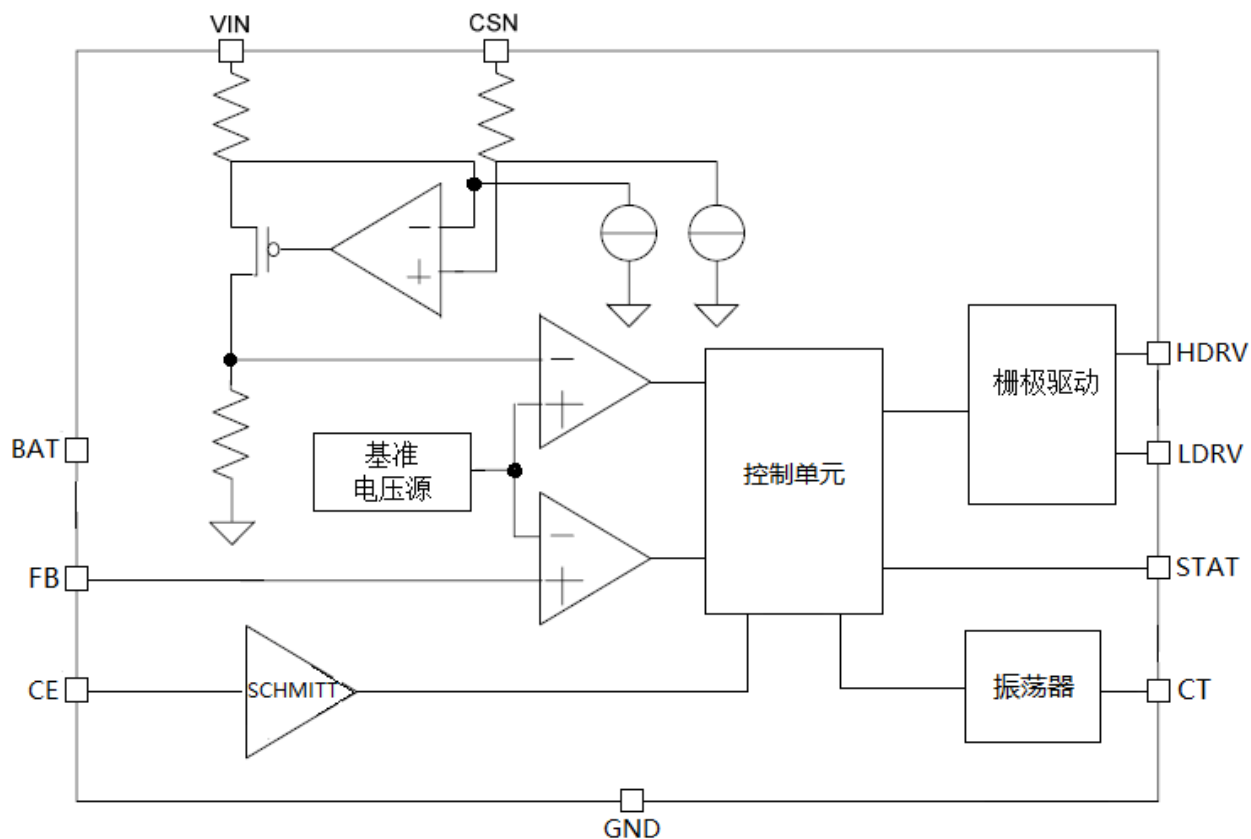 VIN
CSN
HDRV
栅极驱动
BAT
LDRV
基准
电压源
控制单元
FB
STAT
CE
SCHMITT
振荡器
CT
GND